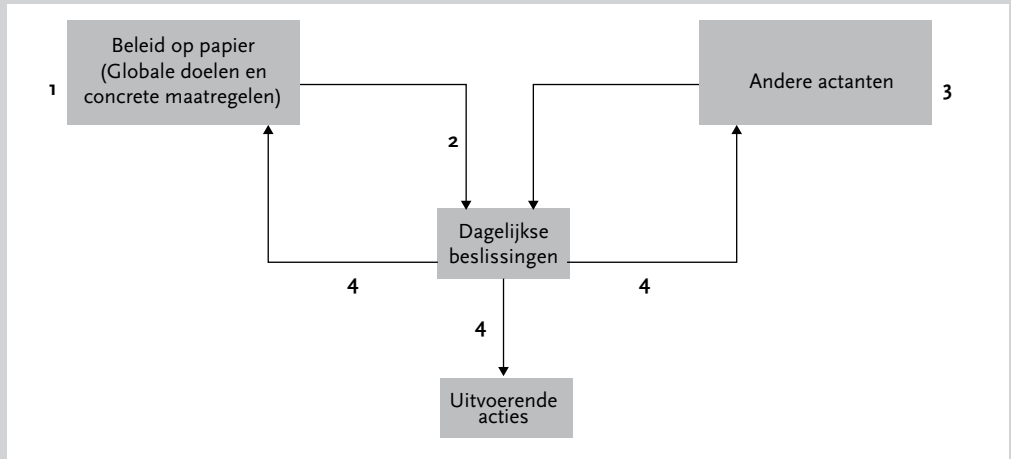 Beleid op papier
(Globale doelen en
concrete maatregelen)
1
Andere actanten
3
2
Dagelijkse
beslissingen
4
4
4
Uitvoerende
acties